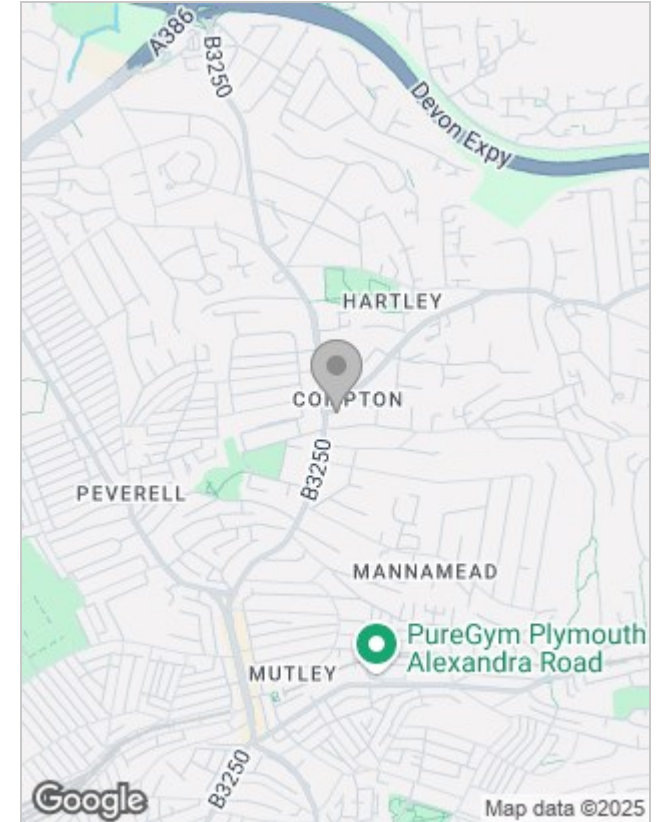 A386
B3250
Devon Expy
HARTLEY
COMPTON
B3250
PEVERELL
MANNAMEAD
PureGym Plymouth
Alexandra Road
MUTLEY
B3250
Google
Map data ©2025